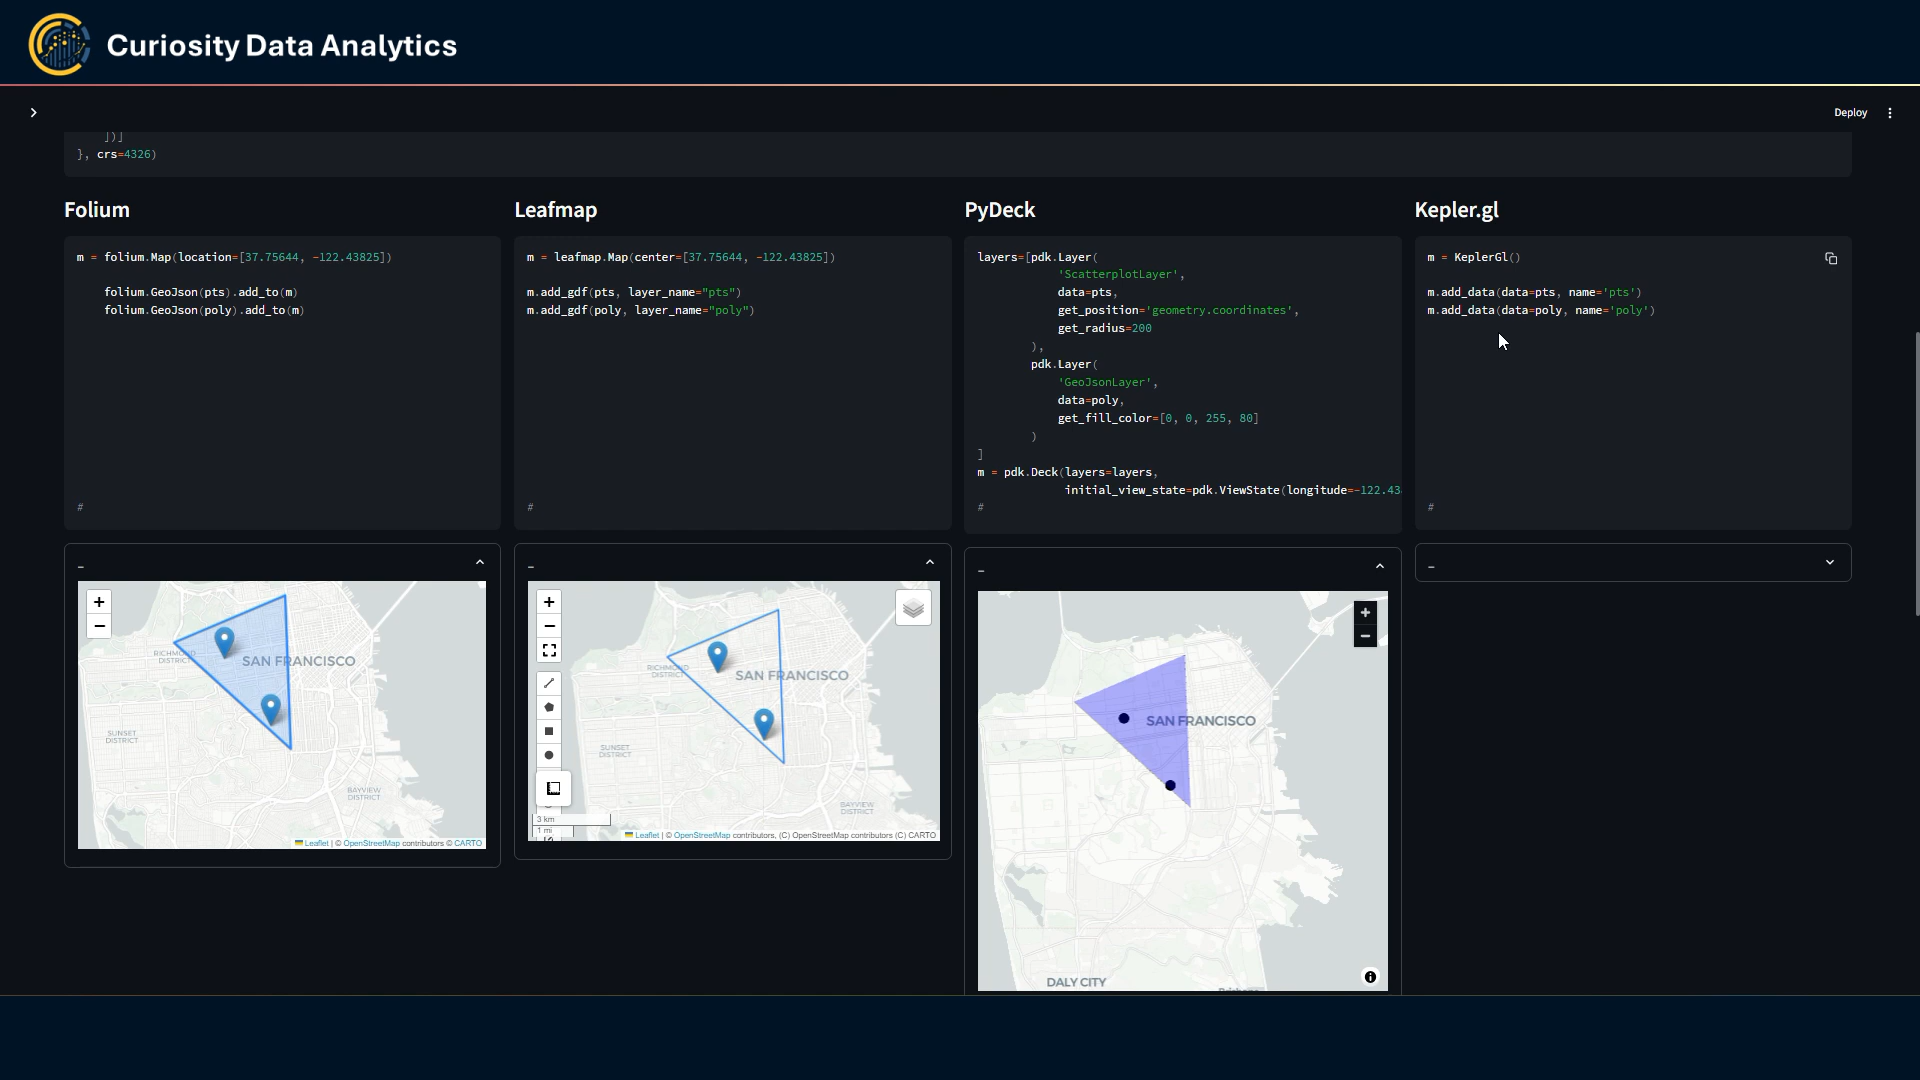 Curiosity Data Analytics
Deploy
])]
}, crs=4326)
Folium
m = folium.Map(location=[37.75644, -122.43825])
folium.GeoJson(pts).add_to(m)
folium.GeoJson(poly).add_to(m)
#
Leafmap
m = leafmap.Map(center=[37.75644, -122.43825])
m.add_gdf(pts, layer_name="pts")
m.add_gdf(poly, layer_name="poly")
#
PyDeck
layers=[pdk.Layer(
'ScatterplotLayer',
data=pts,
get_position='geometry.coordinates',
get_radius=200
),
pdk.Layer(
'GeoJsonLayer',
data=poly,
get_fill_color=[0, 0, 255, 80]
)
]
m = pdk.Deck(layers=layers,
initial_view_state=pdk.ViewState(longitude=-122.43
#
Kepler.gl
m = KeplerGl()
m.add_data(data=pts, name='pts')
m.add_data(data=poly, name='poly')
#
_
+
−
RICHMOND
DISTRICT
SAN FRANCISCO
SUNSET
DISTRICT
BAYVIEW
DISTRICT
Leaflet | © OpenStreetMap contributors © CARTO
_
+
−
RICHMOND
DISTRICT
SAN FRANCISCO
SUNSET
DISTRICT
BAYVIEW
DISTRICT
3 km
1 mi
Leaflet | © OpenStreetMap contributors, (C) OpenStreetMap contributors (C) CARTO
_
+
−
SAN FRANCISCO
DALY CITY
_